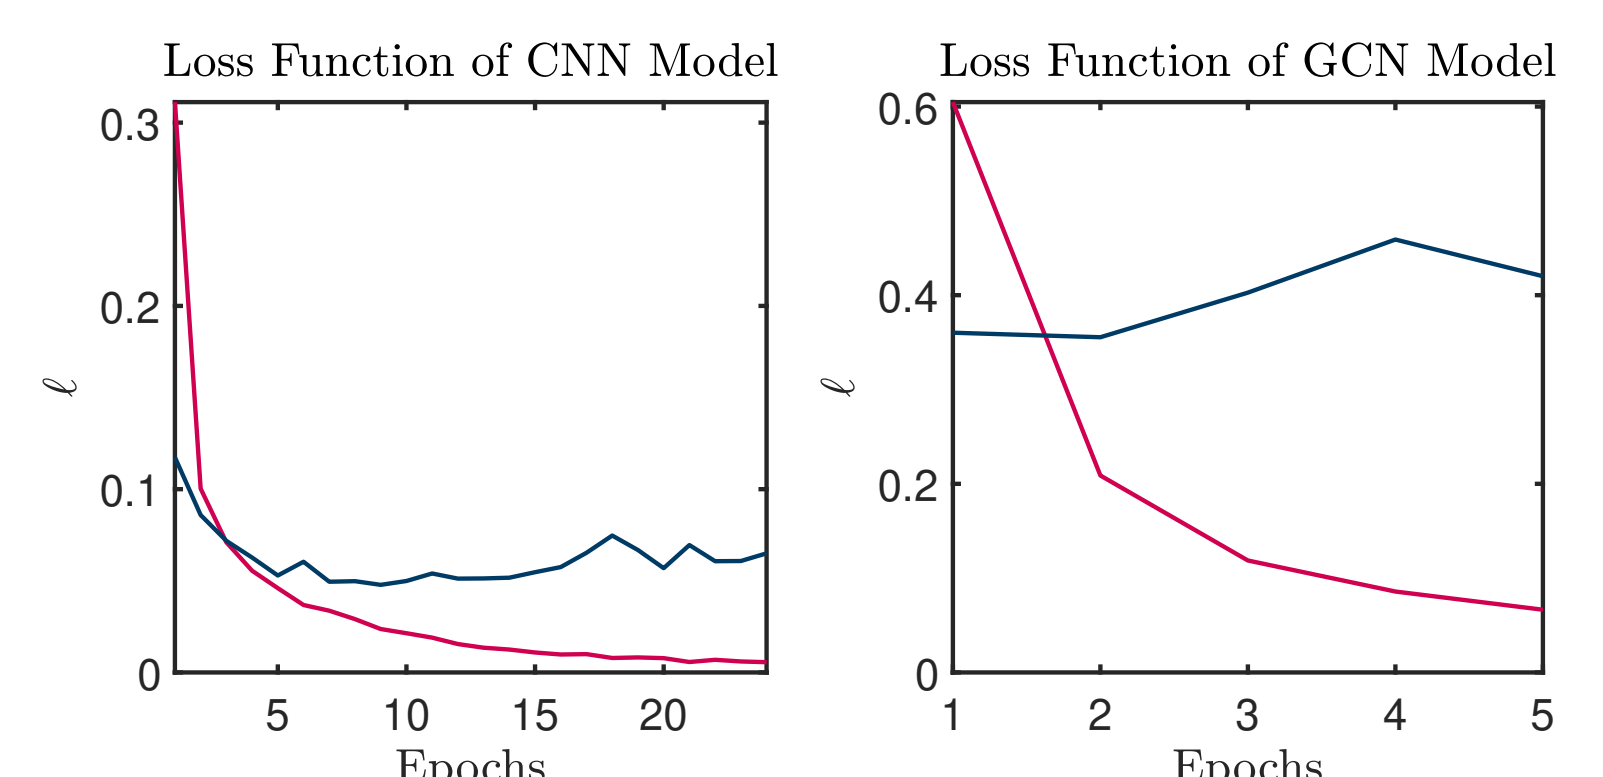 Loss Function of CNN Model
0.3
0.2
0.1
0
ℓ
5 10 15 20
Epochs
Loss Function of GCN Model
0.6
0.4
0.2
0
ℓ
1 2 3 4 5
Epochs